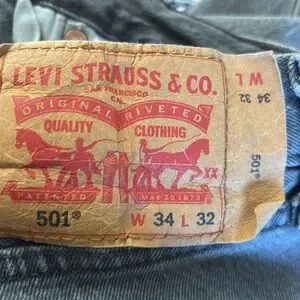 LEVI STRAUSS & CO.
SAN FRANCISCO
CAL.
ORIGINAL RIVETED
QUALITY CLOTHING
XX
PATENTED MAY 20 1873
501® W 34 L 32
W L
34 32
501®